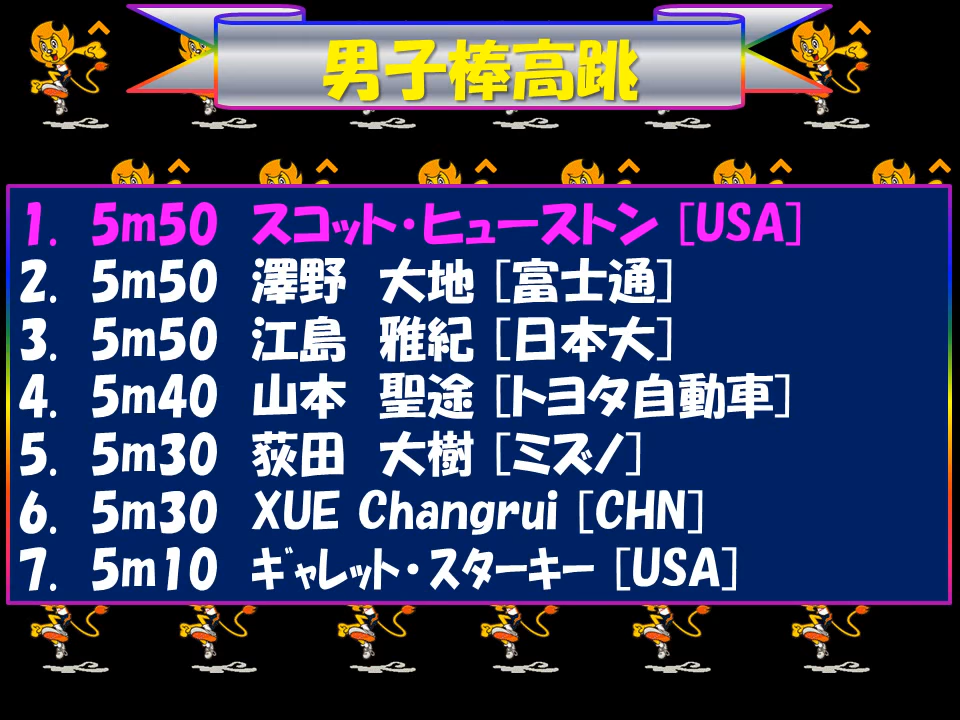 男子棒高跳
1. 5m50 スコット・ヒューストン [USA]
2. 5m50 澤野 大地 [富士通]
3. 5m50 江島 雅紀 [日本大]
4. 5m40 山本 聖途 [トヨタ自動車]
5. 5m30 荻田 大樹 [ミズノ]
6. 5m30 XUE Changrui [CHN]
7. 5m10 ギャレット・スターキー [USA]